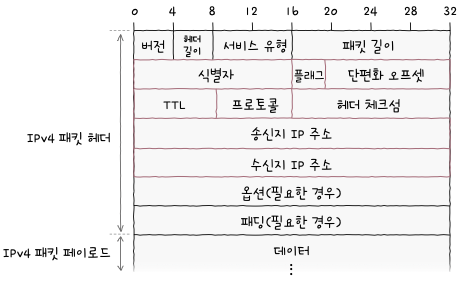 0 4 8 12 16 20 24 28 32
버전 헤더 길이 서비스 유형 패킷 길이
식별자 플래그 단편화 오프셋
TTL 프로토콜 헤더 체크섬
IPv4 패킷 헤더
송신지 IP 주소
수신지 IP 주소
옵션(필요한 경우)
패딩(필요한 경우)
IPv4 패킷 페이로드
데이터